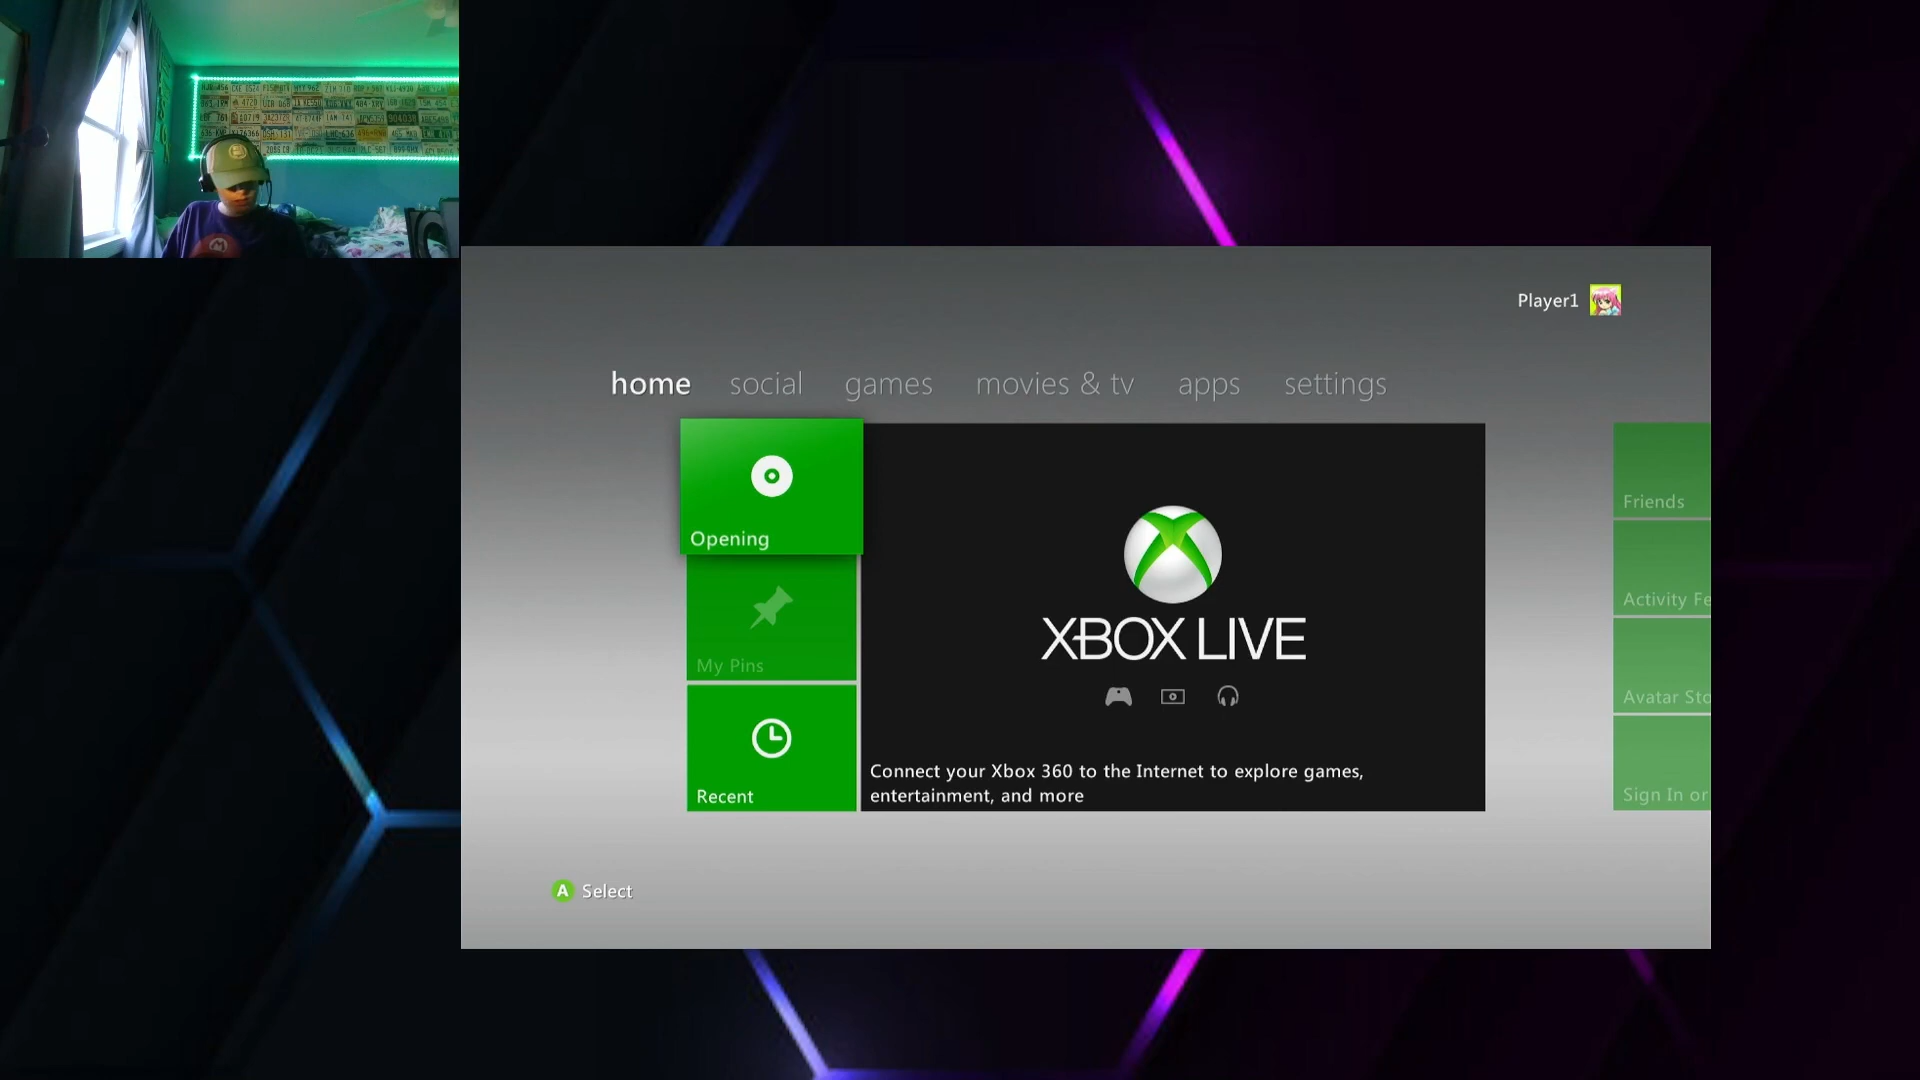 Player1
home social games movies & tv apps settings
Opening
My Pins
Recent
XBOX LIVE
Connect your Xbox 360 to the Internet to explore games,
entertainment, and more
Friends
Activity Fe
Avatar Sto
Sign In or
A Select